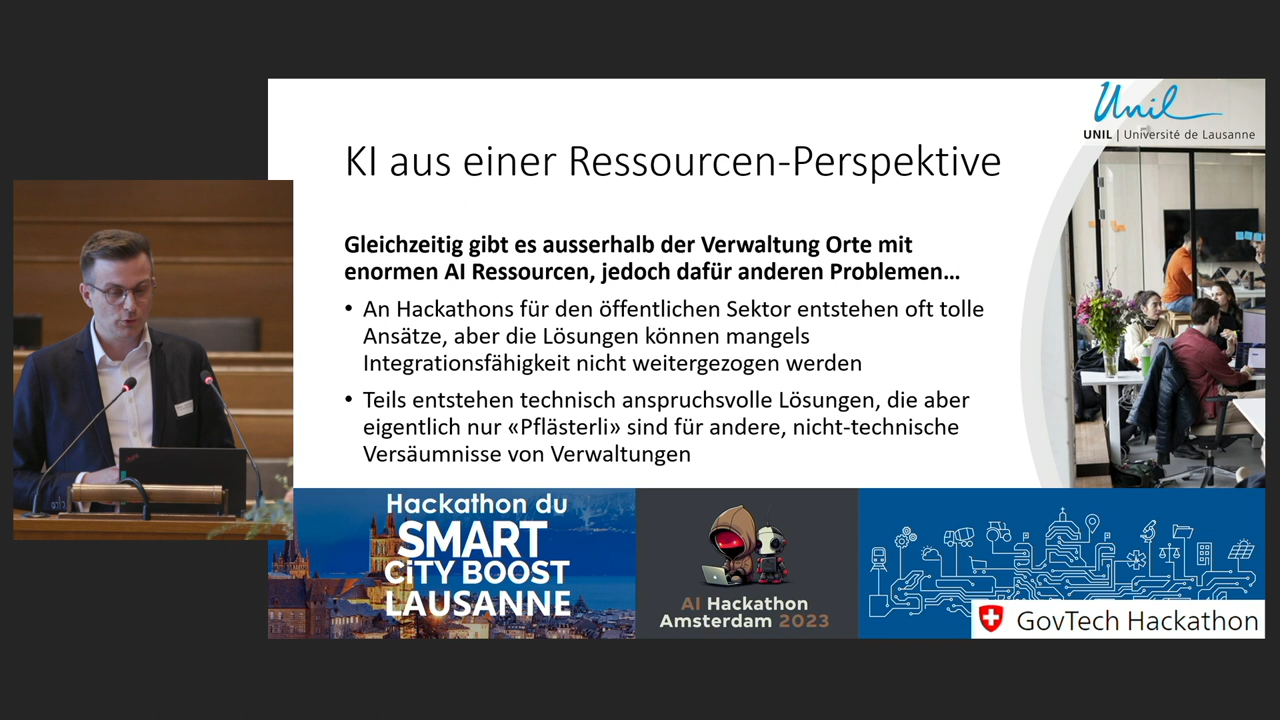 Unil
UNIL | Université de Lausanne
KI aus einer Ressourcen-Perspektive
Gleichzeitig gibt es ausserhalb der Verwaltung Orte mit
enormen AI Ressourcen, jedoch dafür anderen Problemen…
• An Hackathons für den öffentlichen Sektor entstehen oft tolle
Ansätze, aber die Lösungen können mangels
Integrationsfähigkeit nicht weitergezogen werden
• Teils entstehen technisch anspruchsvolle Lösungen, die aber
eigentlich nur «Pflästerli» sind für andere, nicht-technische
Versäumnisse von Verwaltungen
Hackathon du
SMART
CiTY BOOST
LAUSANNE
AI Hackathon
Amsterdam 2023
GovTech Hackathon